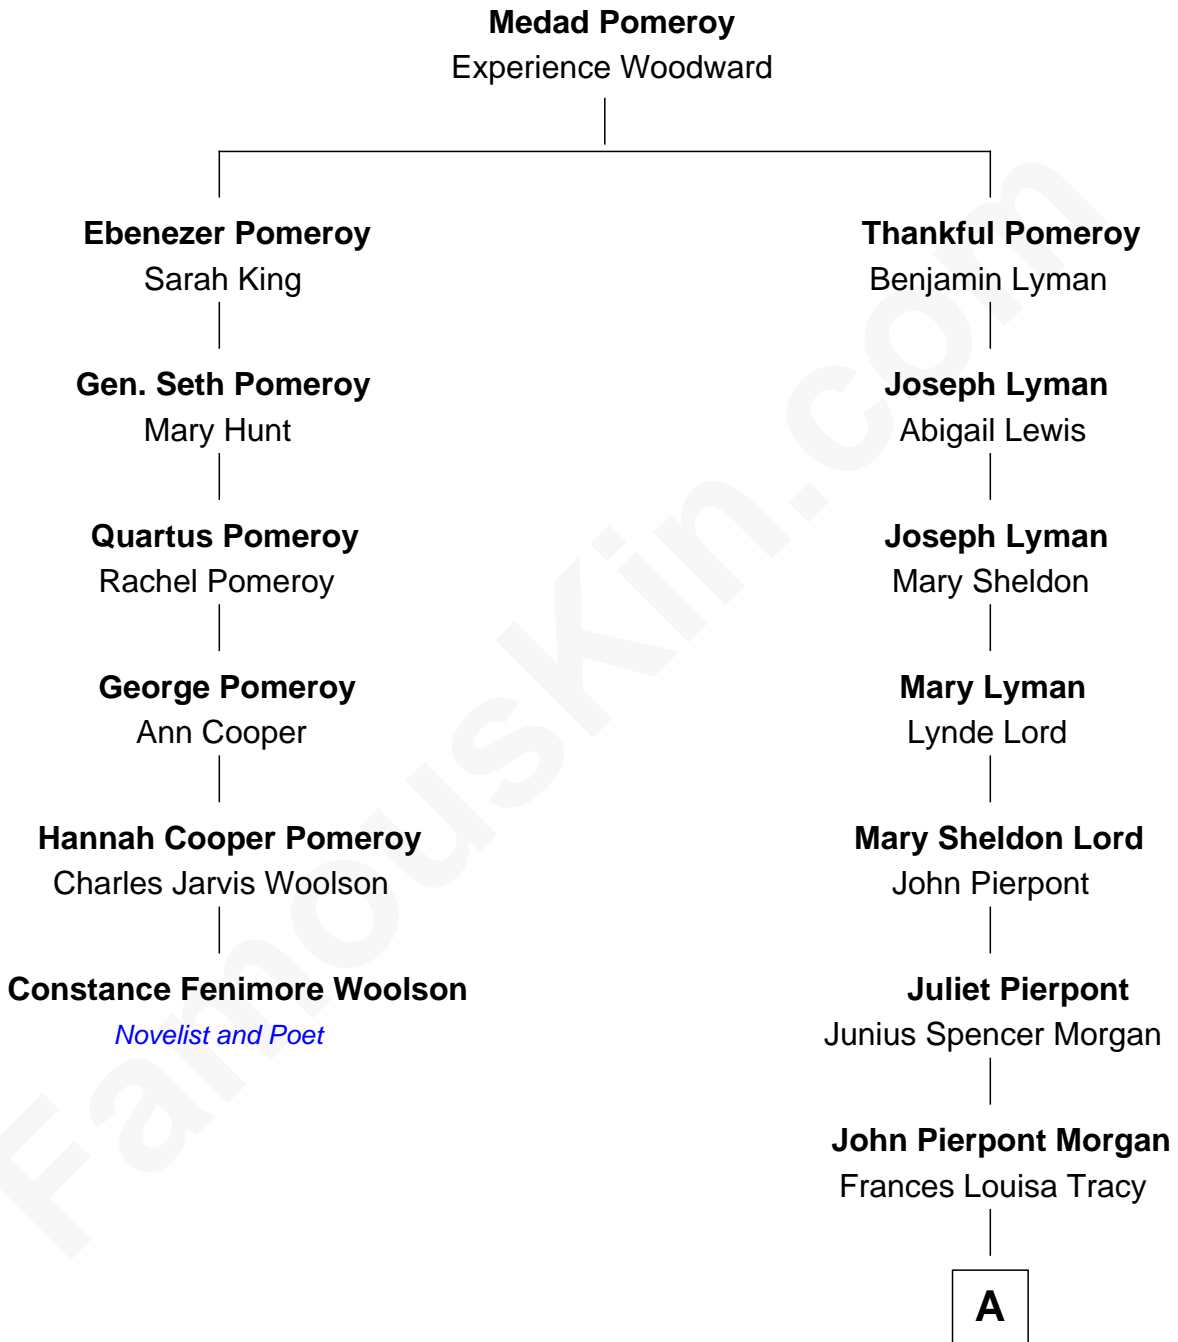 Medad Pomeroy
Experience Woodward
Ebenezer Pomeroy
Sarah King
Gen. Seth Pomeroy
Mary Hunt
Quartus Pomeroy
Rachel Pomeroy
George Pomeroy
Ann Cooper
Hannah Cooper Pomeroy
Charles Jarvis Woolson
Constance Fenimore Woolson
Novelist and Poet
Thankful Pomeroy
Benjamin Lyman
Joseph Lyman
Abigail Lewis
Joseph Lyman
Mary Sheldon
Mary Lyman
Lynde Lord
Mary Sheldon Lord
John Pierpont
Juliet Pierpont
Junius Spencer Morgan
John Pierpont Morgan
Frances Louisa Tracy
A
FamousKin.com